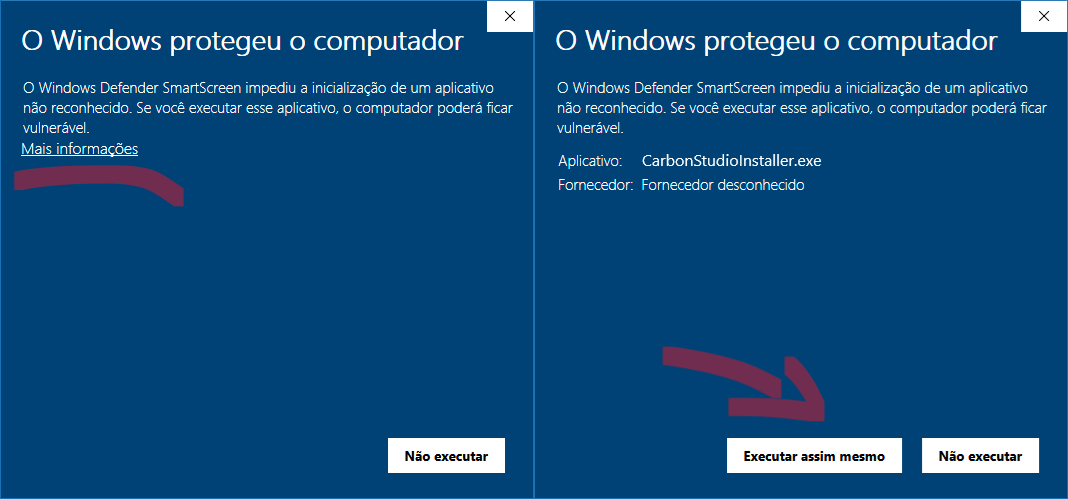 O Windows protegeu o computador
O Windows Defender SmartScreen impediu a inicialização de um aplicativo
não reconhecido. Se você executar esse aplicativo, o computador poderá ficar
vulnerável.
Mais informações
Não executar
O Windows protegeu o computador
O Windows Defender SmartScreen impediu a inicialização de um aplicativo
não reconhecido. Se você executar esse aplicativo, o computador poderá ficar
vulnerável.
Aplicativo: CarbonStudioInstaller.exe
Fornecedor: Fornecedor desconhecido
Executar assim mesmo Não executar